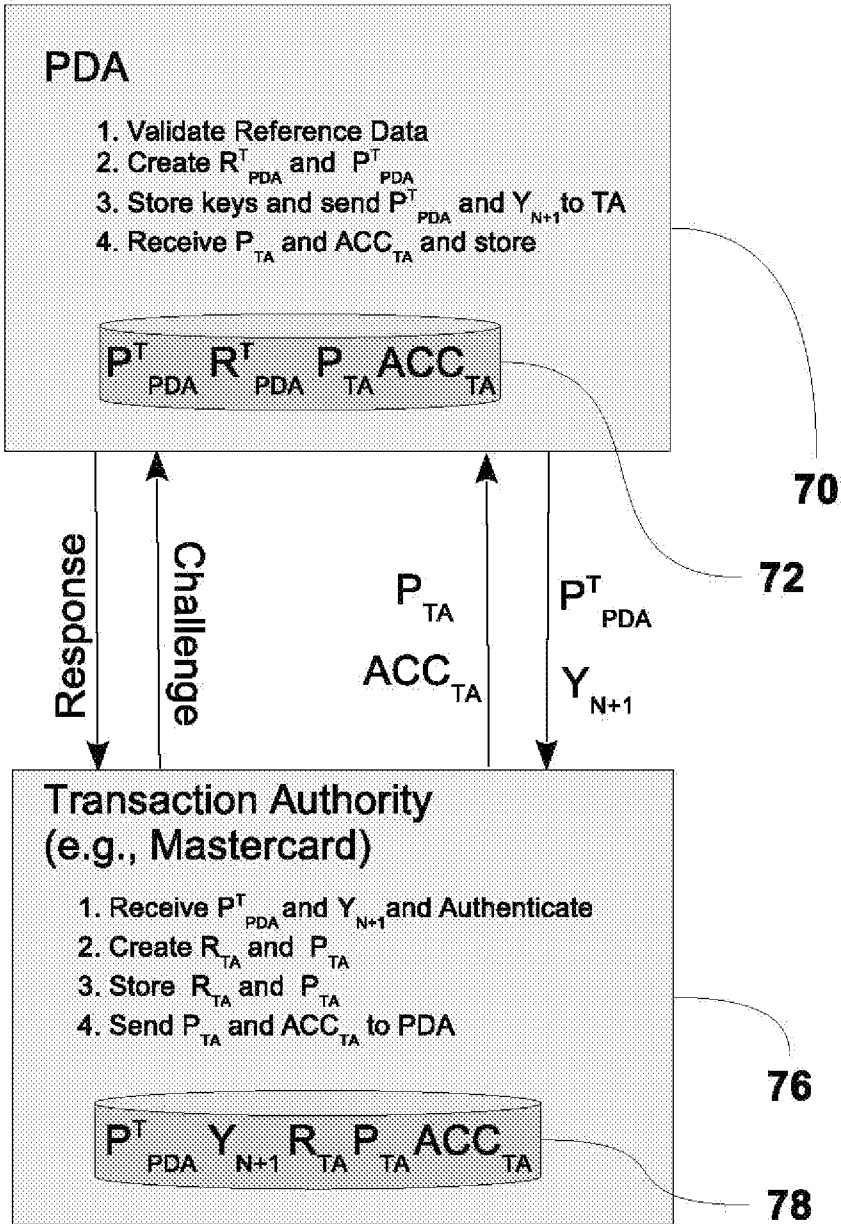 PDA
1. Validate Reference Data
2. Create R^T_PDA and P^T_PDA
3. Store keys and send P^T_PDA and Y_N+1 to TA
4. Receive P_TA and ACC_TA and store
P^T_PDA R^T_PDA P_TA ACC_TA
70
72
Response
Challenge
P_TA
ACC_TA
P^T_PDA
Y_N+1
Transaction Authority
(e.g., Mastercard)
1. Receive P^T_PDA and Y_N+1 and Authenticate
2. Create R_TA and P_TA
3. Store R_TA and P_TA
4. Send P_TA and ACC_TA to PDA
P^T_PDA Y_N+1 R_TA P_TA ACC_TA
76
78